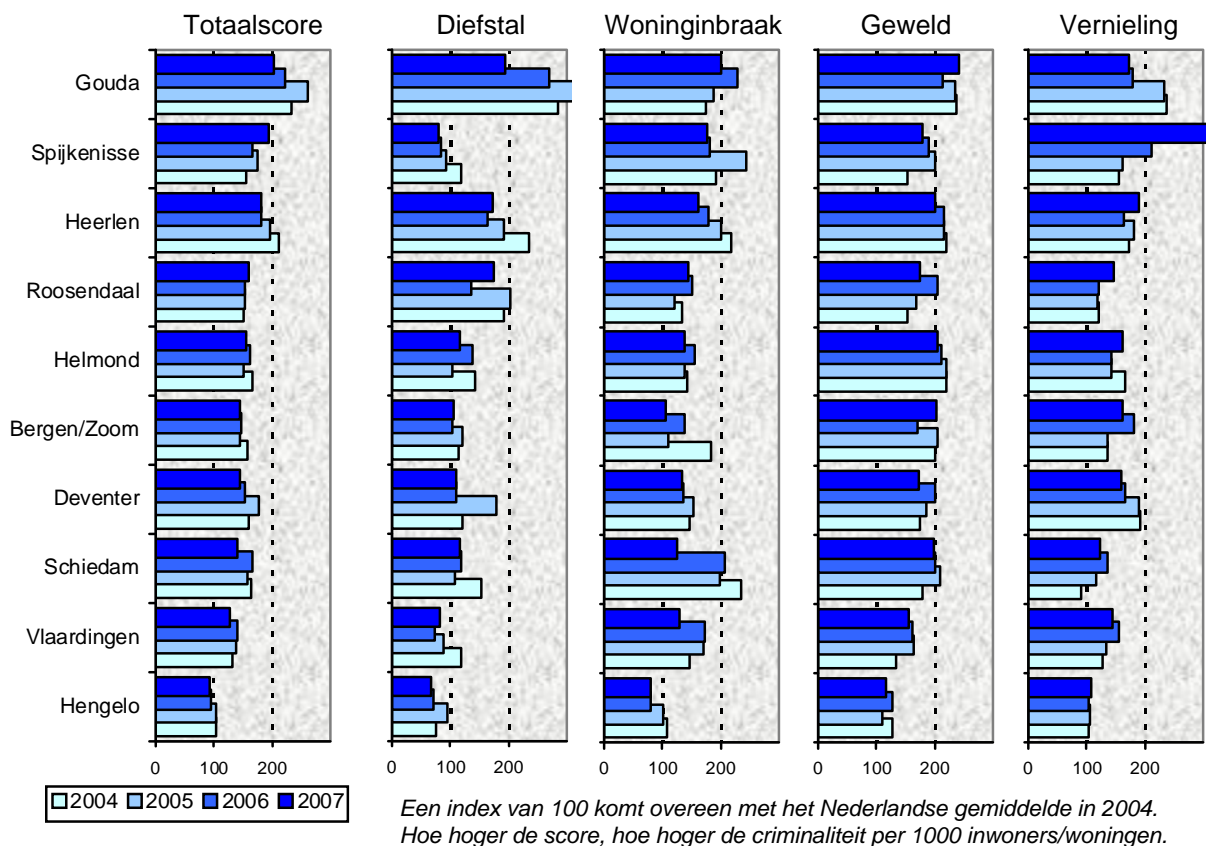 Totaalscore Diefstal Woninginbraak Geweld Vernieling
Gouda
Spijkenisse
Heerlen
Roosendaal
Helmond
Bergen/Zoom
Deventer
Schiedam
Vlaardingen
Hengelo
0 100 200 0 100 200 0 100 200 0 100 200 0 100 200
2004 2005 2006 2007
Een index van 100 komt overeen met het Nederlandse gemiddelde in 2004.
Hoe hoger de score, hoe hoger de criminaliteit per 1000 inwoners/woningen.